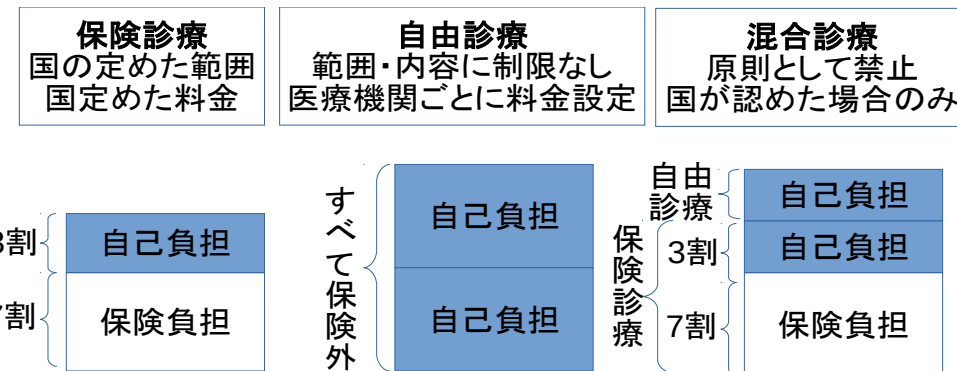 保険診療
国の定めた範囲
国定めた料金
自由診療
範囲・内容に制限なし
医療機関ごとに料金設定
混合診療
原則として禁止
国が認めた場合のみ
3割
自己負担
7割
保険負担
すべて保険外
自己負担
自己負担
自由
診療
自己負担
保険診療
3割
自己負担
7割
保険負担